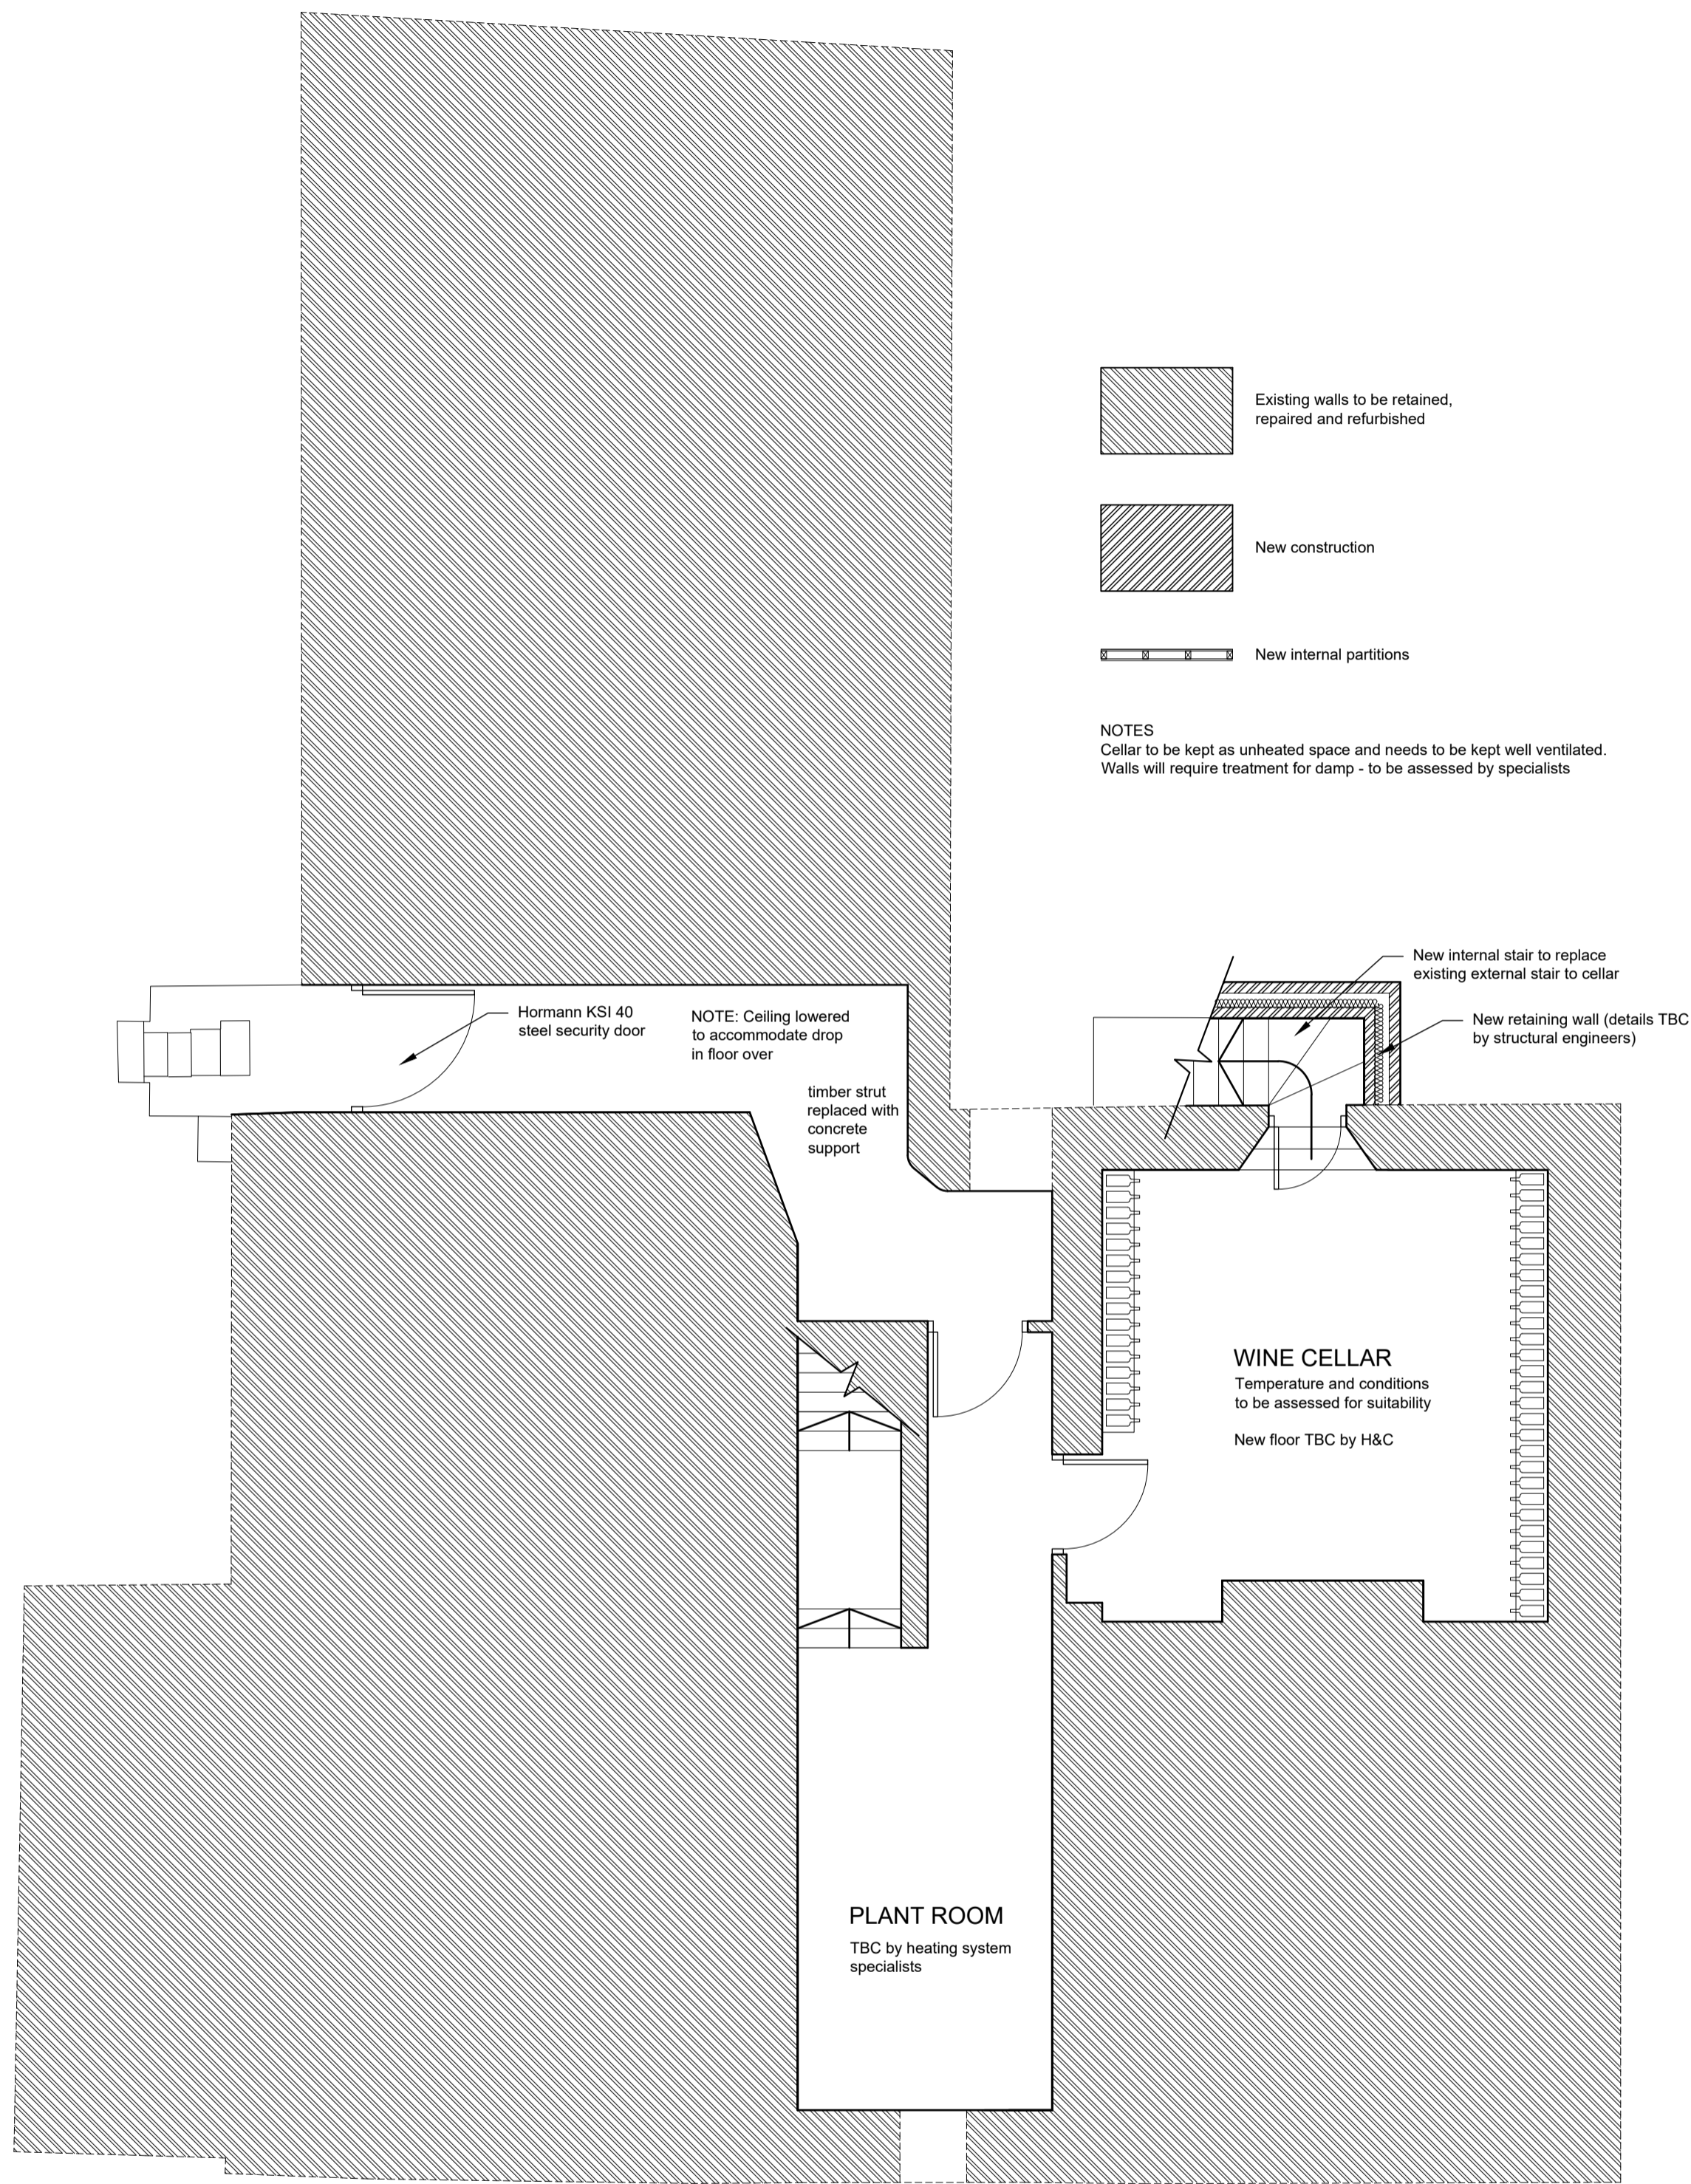 Existing walls to be retained,
repaired and refurbished
New construction
New internal partitions
NOTES
Cellar to be kept as unheated space and needs to be kept well ventilated.
Walls will require treatment for damp - to be assessed by specialists
New internal stair to replace
existing external stair to cellar
New retaining wall (details TBC
by structural engineers)
Hormann KSI 40
steel security door
NOTE: Ceiling lowered
to accommodate drop
in floor over
timber strut
replaced with
concrete
support
WINE CELLAR
Temperature and conditions
to be assessed for suitability
New floor TBC by H&C
PLANT ROOM
TBC by heating system
specialists